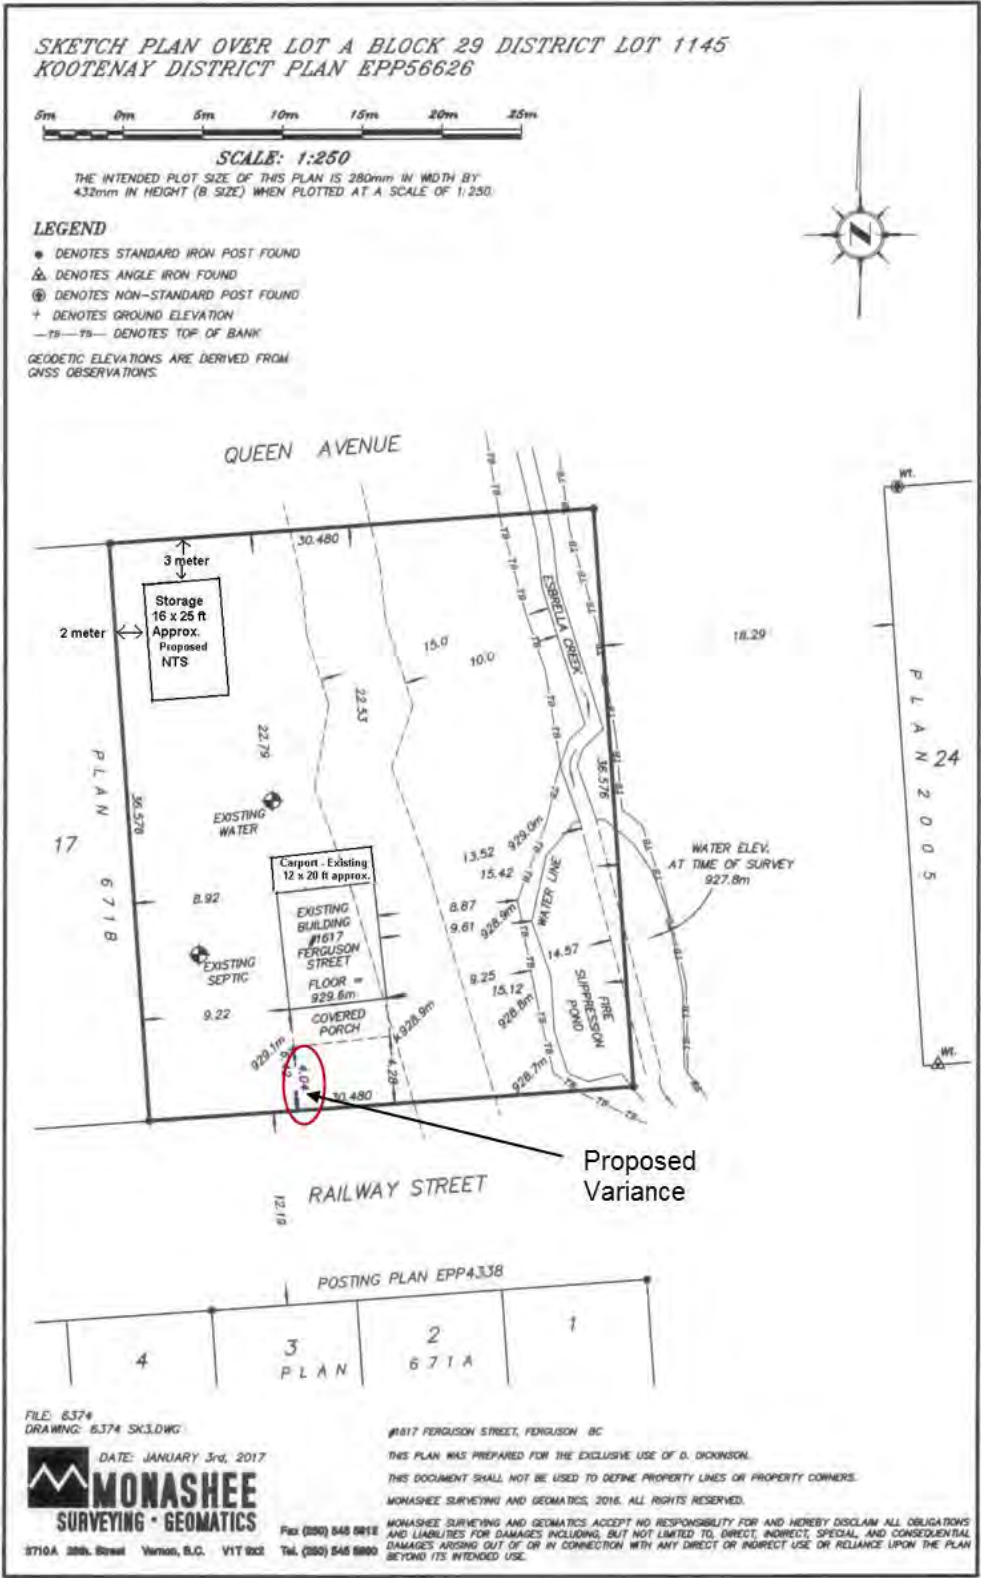 SKETCH PLAN OVER LOT A BLOCK 29 DISTRICT LOT 1145
KOOTENAY DISTRICT PLAN EPP56626
5m 0m 5m 10m 15m 20m 25m
SCALE: 1:250
THE INTENDED PLOT SIZE OF THIS PLAN IS 280mm IN WIDTH BY
432mm IN HEIGHT (B SIZE) WHEN PLOTTED AT A SCALE OF 1:250.
LEGEND
DENOTES STANDARD IRON POST FOUND
DENOTES ANGLE IRON FOUND
DENOTES NON-STANDARD POST FOUND
+ DENOTES GROUND ELEVATION
—TB—TB— DENOTES TOP OF BANK
GEODETIC ELEVATIONS ARE DERIVED FROM
GNSS OBSERVATIONS.
N
QUEEN AVENUE
Wt.
30.480
3 meter
Storage
16 x 25 ft
Approx.
Proposed
NTS
2 meter
ESBRELLA CREEK
15.0
10.0
18.29
22.53
22.79
PLAN 6718
17
36.576
36.576
PLAN 2005
24
EXISTING
WATER
Carport - Existing
12 x 20 ft approx.
13.52
929.0m
15.42
WATER LINE
WATER ELEV.
AT TIME OF SURVEY
927.8m
8.92
EXISTING
BUILDING
#1617
FERGUSON
STREET
FLOOR =
929.6m
8.87
9.61
928.9m
14.57
EXISTING
SEPTIC
9.25
15.12
928.8m
FIRE
SUPPRESSION
POND
9.22
COVERED
PORCH
928.9m
929.1m
4.04
4.28
928.7m
Wt.
30.480
Proposed
Variance
RAILWAY STREET
12.19
POSTING PLAN EPP4338
4
3
2
1
PLAN
671A
FILE: 6374
DRAWING: 6374 SK3.DWG
DATE: JANUARY 3rd, 2017
MONASHEE
SURVEYING • GEOMATICS
Vernon, B.C. V1T 9X2
#1617 FERGUSON STREET, FERGUSON BC
THIS PLAN WAS PREPARED FOR THE EXCLUSIVE USE OF D. DICKINSON.
THIS DOCUMENT SHALL NOT BE USED TO DEFINE PROPERTY LINES OR PROPERTY CORNERS.
MONASHEE SURVEYING AND GEOMATICS, 2016. ALL RIGHTS RESERVED.
MONASHEE SURVEYING AND GEOMATICS ACCEPT NO RESPONSIBILITY FOR AND HEREBY DISCLAIM ALL OBLIGATIONS
AND LIABILITIES FOR DAMAGES INCLUDING, BUT NOT LIMITED TO, DIRECT, INDIRECT, SPECIAL, AND CONSEQUENTIAL
DAMAGES ARISING OUT OF OR IN CONNECTION WITH ANY DIRECT OR INDIRECT USE OR RELIANCE UPON THE PLAN
BEYOND ITS INTENDED USE.